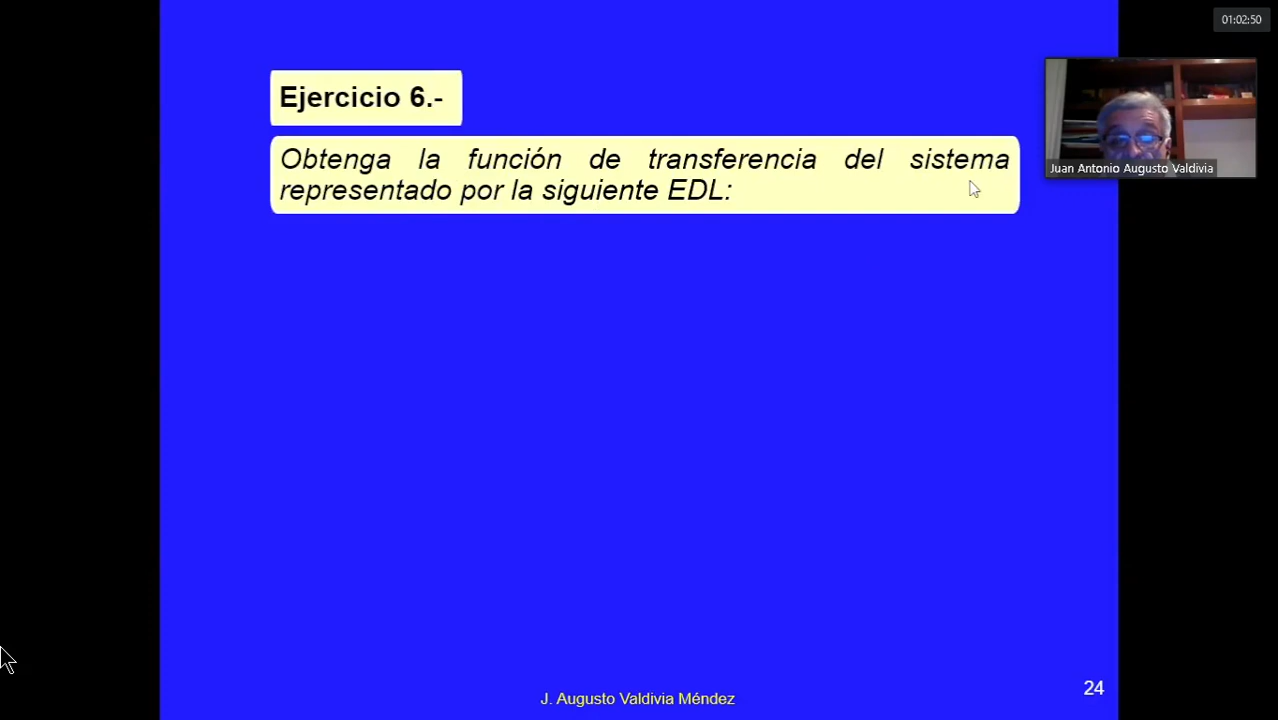 01:02:50
Ejercicio 6.-
Obtenga la función de transferencia del sistema
representado por la siguiente EDL:
Juan Antonio Augusto Valdivia
J. Augusto Valdivia Méndez
24